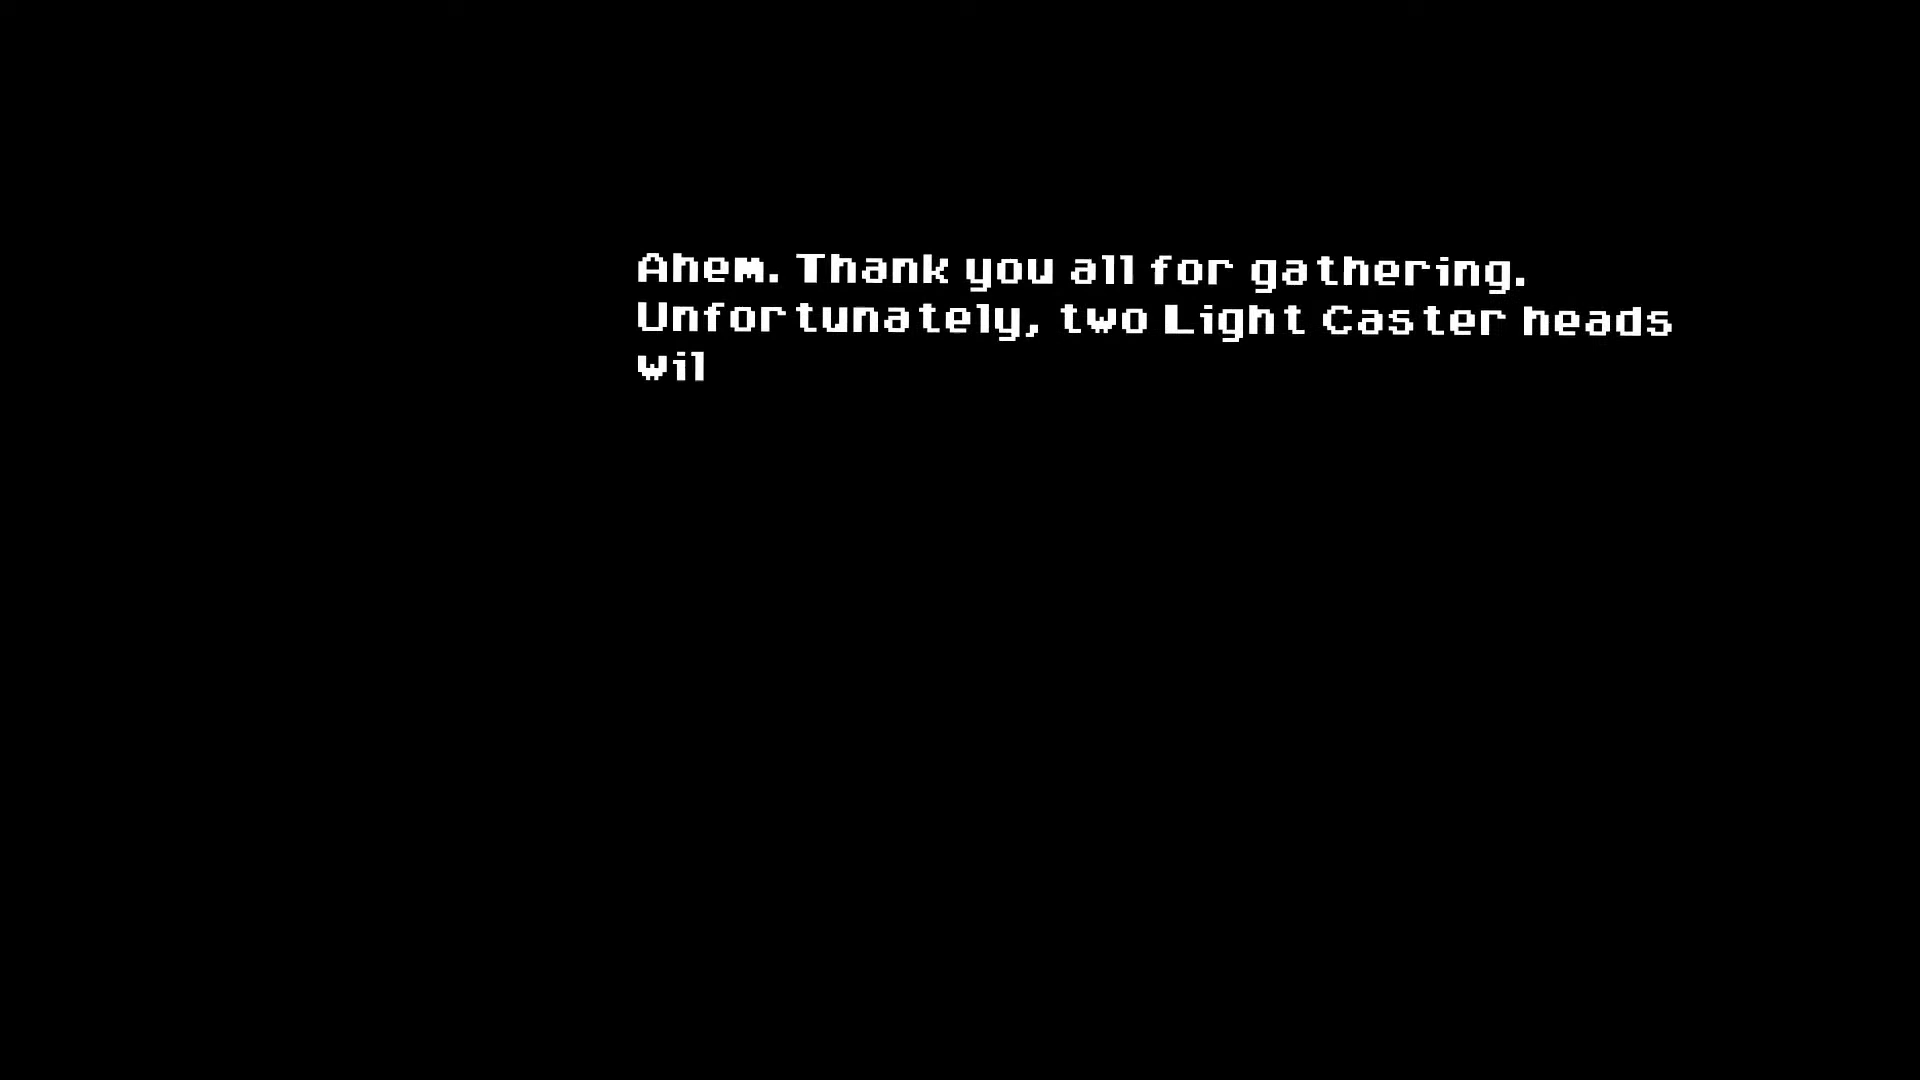 Ahem. Thank you all for gathering.
Unfortunately, two Light Caster heads
wil